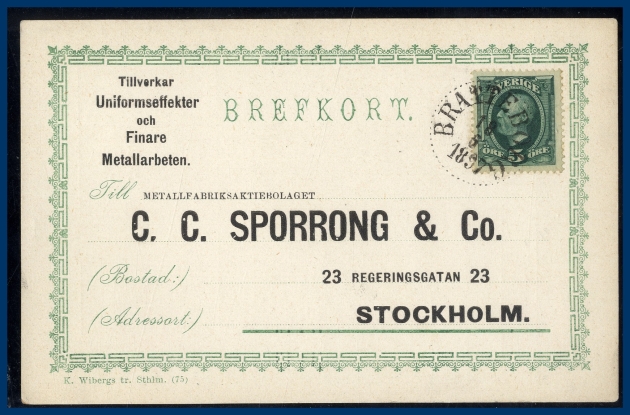 Tillverkar
Uniformseffekter
och
Finare
Metallarbeten.
BREFKORT.
SVERIGE.
ÖRE 5 ÖRE
1897
Till METALLFABRIKSAKTIEBOLAGET
C. C. SPORRONG & Co.
(Bostad:) 23 REGERINGSGATAN 23
(Adressort:) STOCKHOLM.
K. Wibergs tr. Sthlm. (75)